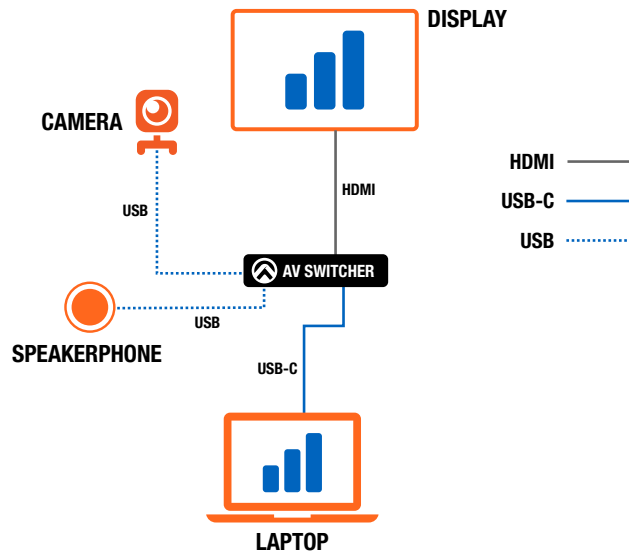 DISPLAY
CAMERA
HDMI
USB-C
USB
HDMI
USB
AV SWITCHER
USB
SPEAKERPHONE
USB-C
LAPTOP